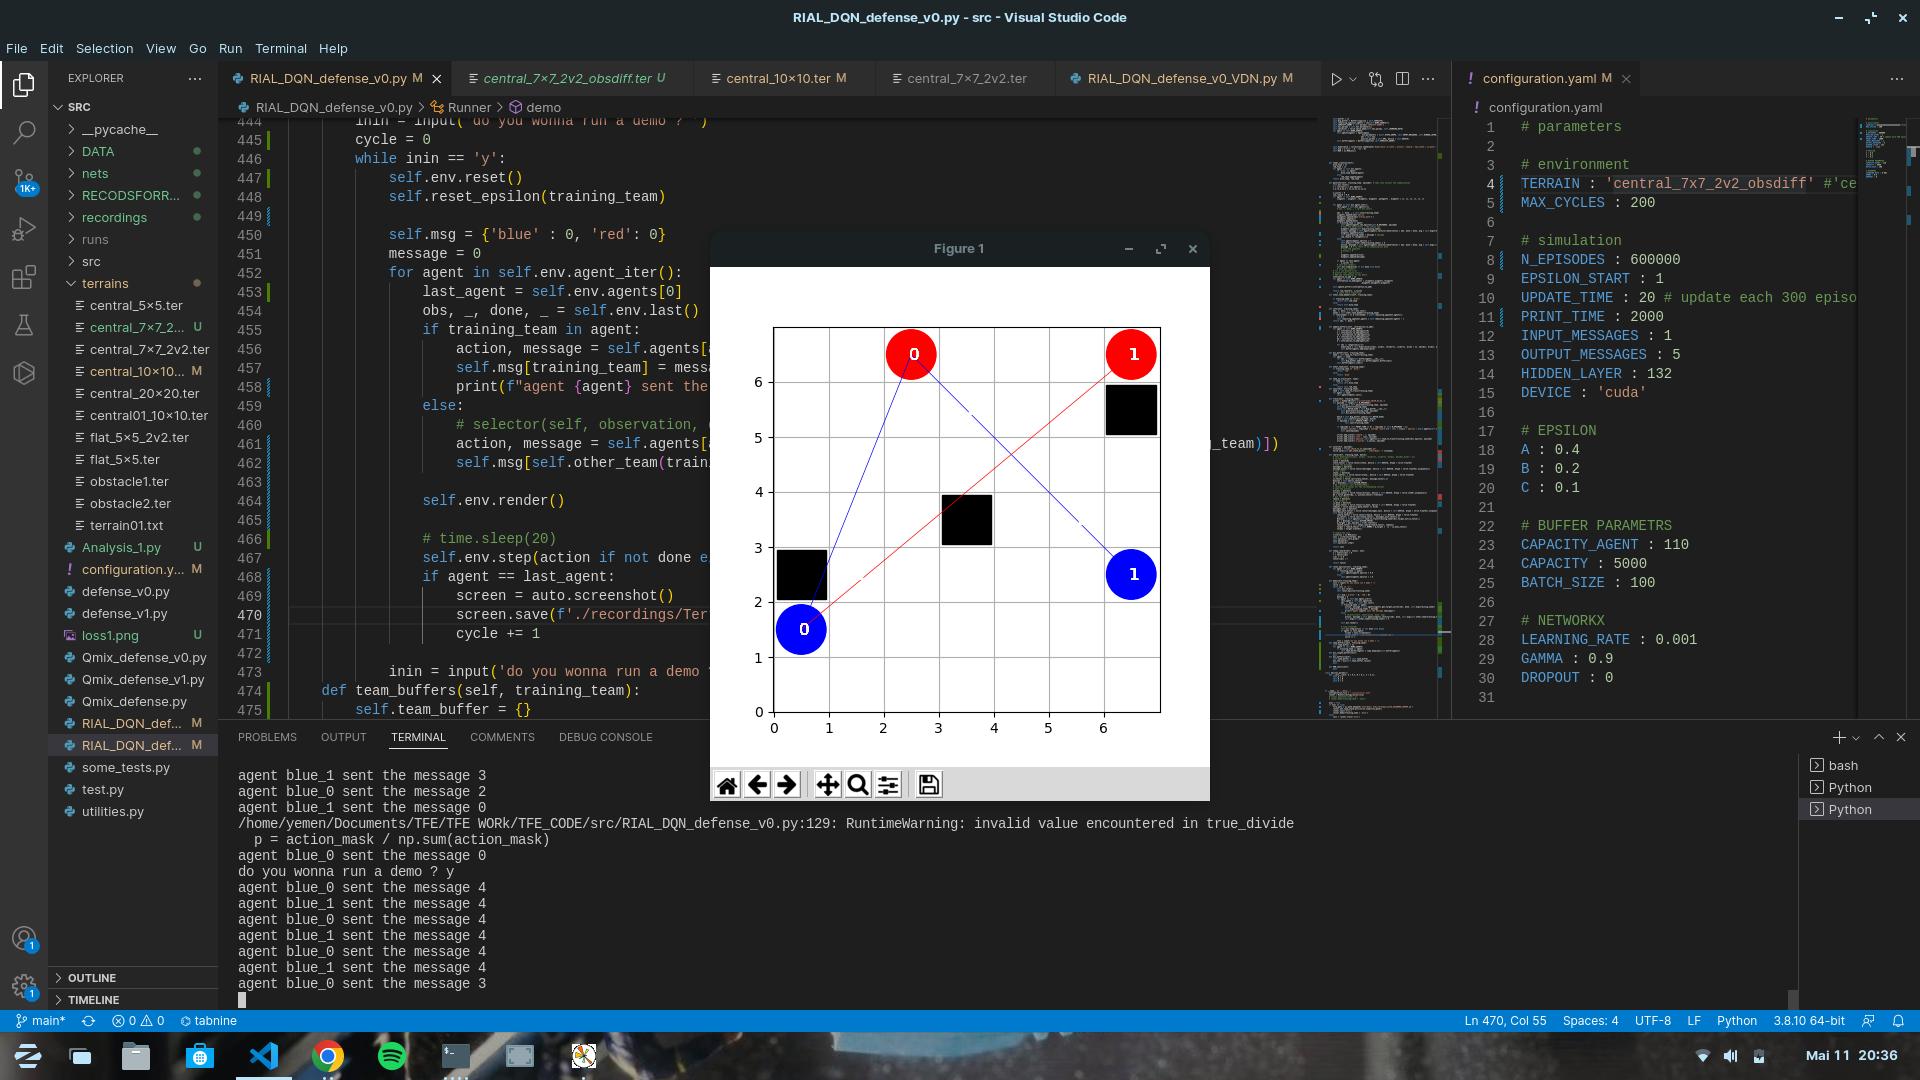 RIAL_DQN_defense_v0.py - src - Visual Studio Code
File Edit Selection View Go Run Terminal Help
EXPLORER
SRC
__pycache__
DATA
nets
RECODSFORR...
recordings
runs
src
terrains
central_5×5.ter
central_7×7_2... U
central_7×7_2v2.ter
central_10×10... M
central_20×20.ter
central01_10×10.ter
flat_5×5_2v2.ter
flat_5×5.ter
obstacle1.ter
obstacle2.ter
terrain01.txt
Analysis_1.py U
configuration.y... M
defense_v0.py
defense_v1.py
loss1.png U
Qmix_defense_v0.py
Qmix_defense_v1.py
Qmix_defense.py
RIAL_DQN_def... M
RIAL_DQN_def... M
some_tests.py
test.py
utilities.py
OUTLINE
TIMELINE
1K+
1
1
RIAL_DQN_defense_v0.py M
central_7×7_2v2_obsdiff.ter U
central_10×10.ter M
central_7×7_2v2.ter
RIAL_DQN_defense_v0_VDN.py M
RIAL_DQN_defense_v0.py > Runner > demo
444 inin = input('do you wonna run a demo ? ')
445 cycle = 0
446 while inin == 'y':
447 self.env.reset()
448 self.reset_epsilon(training_team)
449
450 self.msg = {'blue' : 0, 'red': 0}
451 message = 0
452 for agent in self.env.agent_iter():
453 last_agent = self.env.agents[0]
454 obs, _, done, _ = self.env.last()
455 if training_team in agent:
456 action, message = self.agents[
457 self.msg[training_team] = mess
458 print(f"agent {agent} sent the
459 else:
460 # selector(self, observation,
461 action, message = self.agents[ _team)])
462 self.msg[self.other_team(train
463
464 self.env.render()
465
466 # time.sleep(20)
467 self.env.step(action if not done e
468 if agent == last_agent:
469 screen = auto.screenshot()
470 screen.save(f'./recordings/Ter
471 cycle += 1
472
473 inin = input('do you wonna run a demo ?
474 def team_buffers(self, training_team):
475 self.team_buffer = {}
Figure 1
0 1
1
0
6
5
4
3
2
1
0
0 1 2 3 4 5 6
configuration.yaml M
configuration.yaml
1 # parameters
2
3 # environment
4 TERRAIN : 'central_7x7_2v2_obsdiff' #'ce
5 MAX_CYCLES : 200
6
7 # simulation
8 N_EPISODES : 600000
9 EPSILON_START : 1
10 UPDATE_TIME : 20 # update each 300 episo
11 PRINT_TIME : 2000
12 INPUT_MESSAGES : 1
13 OUTPUT_MESSAGES : 5
14 HIDDEN_LAYER : 132
15 DEVICE : 'cuda'
16
17 # EPSILON
18 A : 0.4
19 B : 0.2
20 C : 0.1
21
22 # BUFFER PARAMETRS
23 CAPACITY_AGENT : 110
24 CAPACITY : 5000
25 BATCH_SIZE : 100
26
27 # NETWORKX
28 LEARNING_RATE : 0.001
29 GAMMA : 0.9
30 DROPOUT : 0
31
PROBLEMS OUTPUT TERMINAL COMMENTS DEBUG CONSOLE
agent blue_1 sent the message 3
agent blue_0 sent the message 2
agent blue_1 sent the message 0
/home/yemen/Documents/TFE/TFE WORk/TFE_CODE/src/RIAL_DQN_defense_v0.py:129: RuntimeWarning: invalid value encountered in true_divide
p = action_mask / np.sum(action_mask)
agent blue_0 sent the message 0
do you wonna run a demo ? y
agent blue_0 sent the message 4
agent blue_1 sent the message 4
agent blue_0 sent the message 4
agent blue_1 sent the message 4
agent blue_0 sent the message 4
agent blue_1 sent the message 4
agent blue_0 sent the message 3
bash
Python
Python
main* 0 0 tabnine
Ln 470, Col 55 Spaces: 4 UTF-8 LF Python 3.8.10 64-bit
Mai 11 20:36